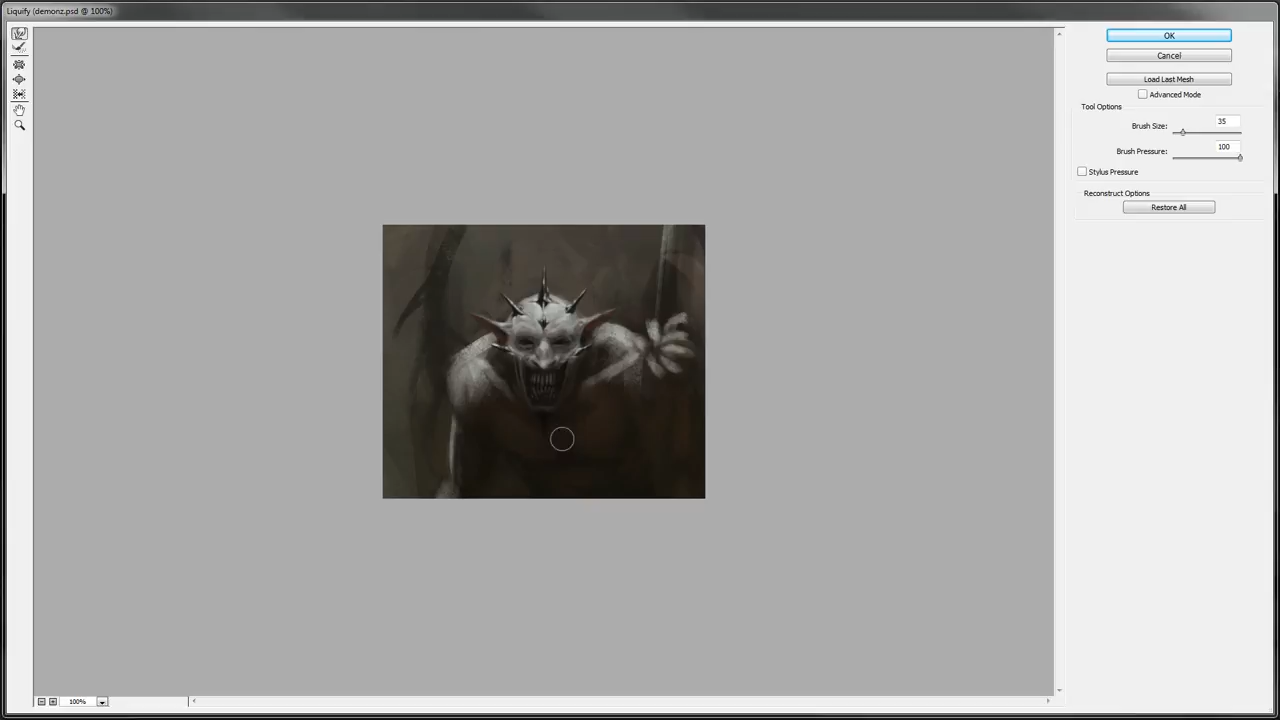 Liquify (demonz.psd @ 100%)
OK
Cancel
Load Last Mesh
Advanced Mode
Tool Options
Brush Size: 35
Brush Pressure: 100
Stylus Pressure
Reconstruct Options
Restore All
100%